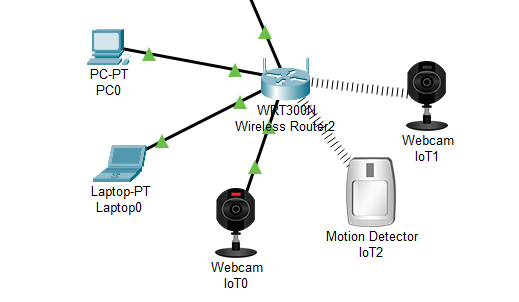 PC-PT
PC0
WRT300N
Wireless Router2
Webcam
IoT1
Laptop-PT
Laptop0
Motion Detector
IoT2
Webcam
IoT0